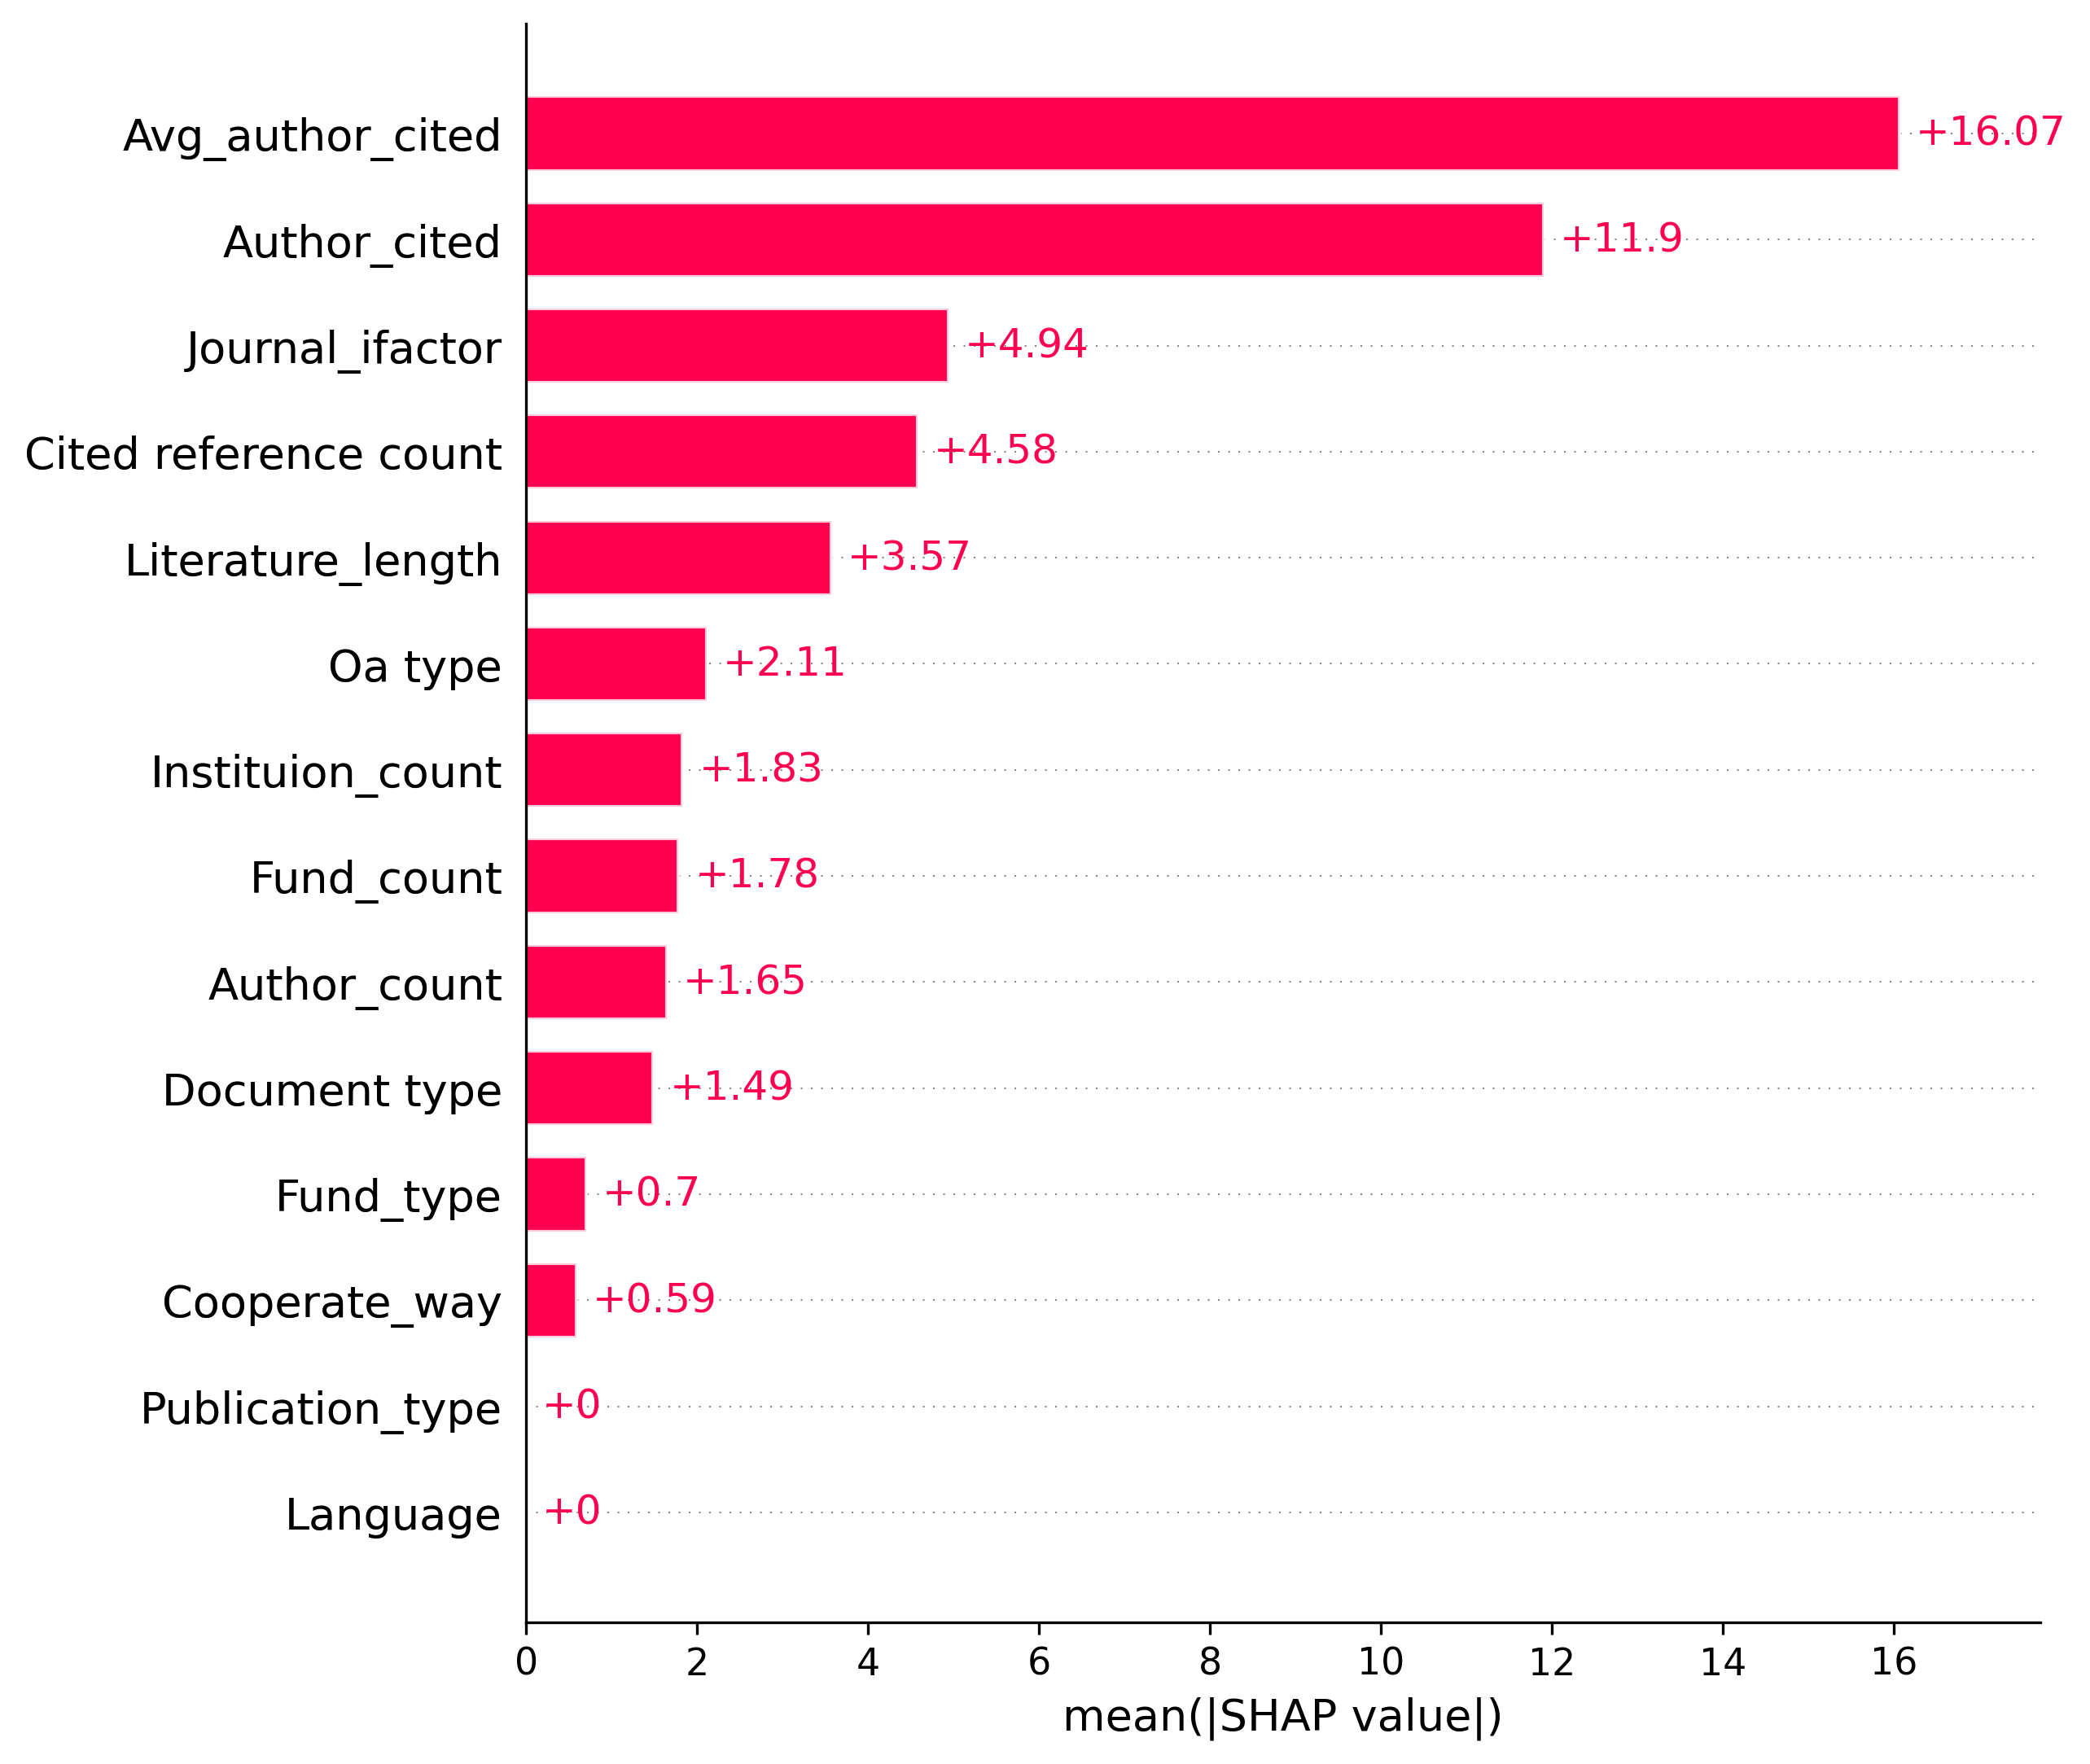 Avg_author_cited +16.07
Author_cited +11.9
Journal_ifactor +4.94
Cited reference count +4.58
Literature_length +3.57
Oa type +2.11
Instituion_count +1.83
Fund_count +1.78
Author_count +1.65
Document type +1.49
Fund_type +0.7
Cooperate_way +0.59
Publication_type +0
Language +0
0 2 4 6 8 10 12 14 16
mean(|SHAP value|)